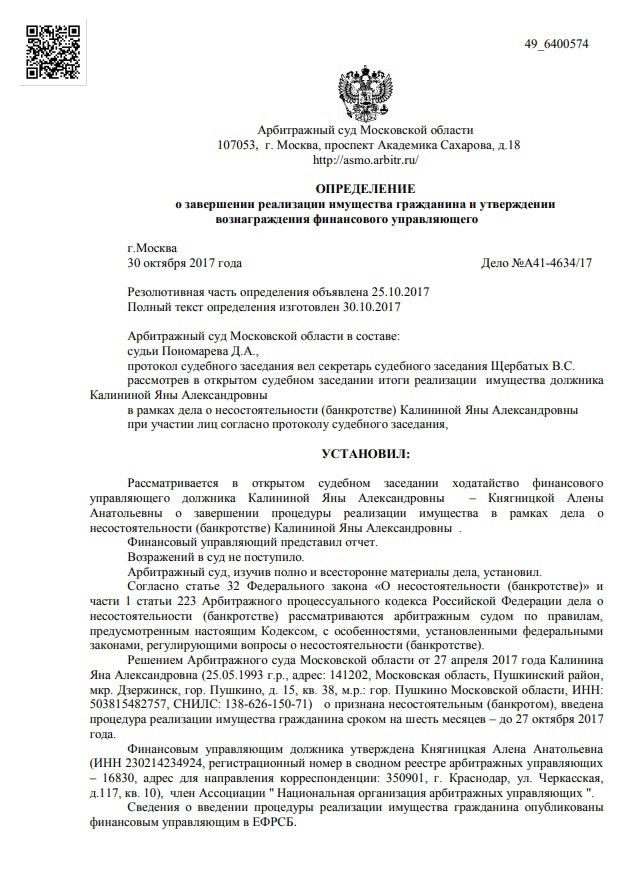 49_6400574
Арбитражный суд Московской области
107053, г. Москва, проспект Академика Сахарова, д.18
http://asmo.arbitr.ru/
ОПРЕДЕЛЕНИЕ
о завершении реализации имущества гражданина и утверждении
вознаграждения финансового управляющего
г.Москва
30 октября 2017 года Дело №А41-4634/17
Резолютивная часть определения объявлена 25.10.2017
Полный текст определения изготовлен 30.10.2017
Арбитражный суд Московской области в составе:
судьи Пономарева Д.А.,
протокол судебного заседания вел секретарь судебного заседания Щербатых В.С.
рассмотрев в открытом судебном заседании итоги реализации имущества должника
Калининой Яны Александровны
в рамках дела о несостоятельности (банкротстве) Калининой Яны Александровны
при участии лиц согласно протоколу судебного заседания,
УСТАНОВИЛ:
Рассматривается в открытом судебном заседании ходатайство финансового
управляющего должника Калининой Яны Александровны – Княгницкой Алены
Анатольевны о завершении процедуры реализации имущества в рамках дела о
несостоятельности (банкротстве) Калининой Яны Александровны .
Финансовый управляющий представил отчет.
Возражений в суд не поступило.
Арбитражный суд, изучив полно и всесторонне материалы дела, установил.
Согласно статье 32 Федерального закона «О несостоятельности (банкротстве)» и
части 1 статьи 223 Арбитражного процессуального кодекса Российской Федерации дела о
несостоятельности (банкротстве) рассматриваются арбитражным судом по правилам,
предусмотренным настоящим Кодексом, с особенностями, установленными федеральными
законами, регулирующими вопросы о несостоятельности (банкротстве).
Решением Арбитражного суда Московской области от 27 апреля 2017 года Калинина
Яна Александровна (25.05.1993 г.р., адрес: 141202, Московская область, Пушкинский район,
мкр. Дзержинск, гор. Пушкино, д. 15, кв. 38, м.р.: гор. Пушкино Московской области, ИНН:
503815482757, СНИЛС: 138-626-150-71) о признана несостоятельным (банкротом), введена
процедура реализации имущества гражданина сроком на шесть месяцев – до 27 октября 2017
года.
Финансовым управляющим должника утверждена Княгницкая Алена Анатольевна
(ИНН 230214234924, регистрационный номер в сводном реестре арбитражных управляющих
– 16830, адрес для направления корреспонденции: 350901, г. Краснодар, ул. Черкасская,
д.117, кв. 10), член Ассоциации " Национальная организация арбитражных управляющих ".
Сведения о введении процедуры реализации имущества гражданина опубликованы
финансовым управляющим в ЕФРСБ.